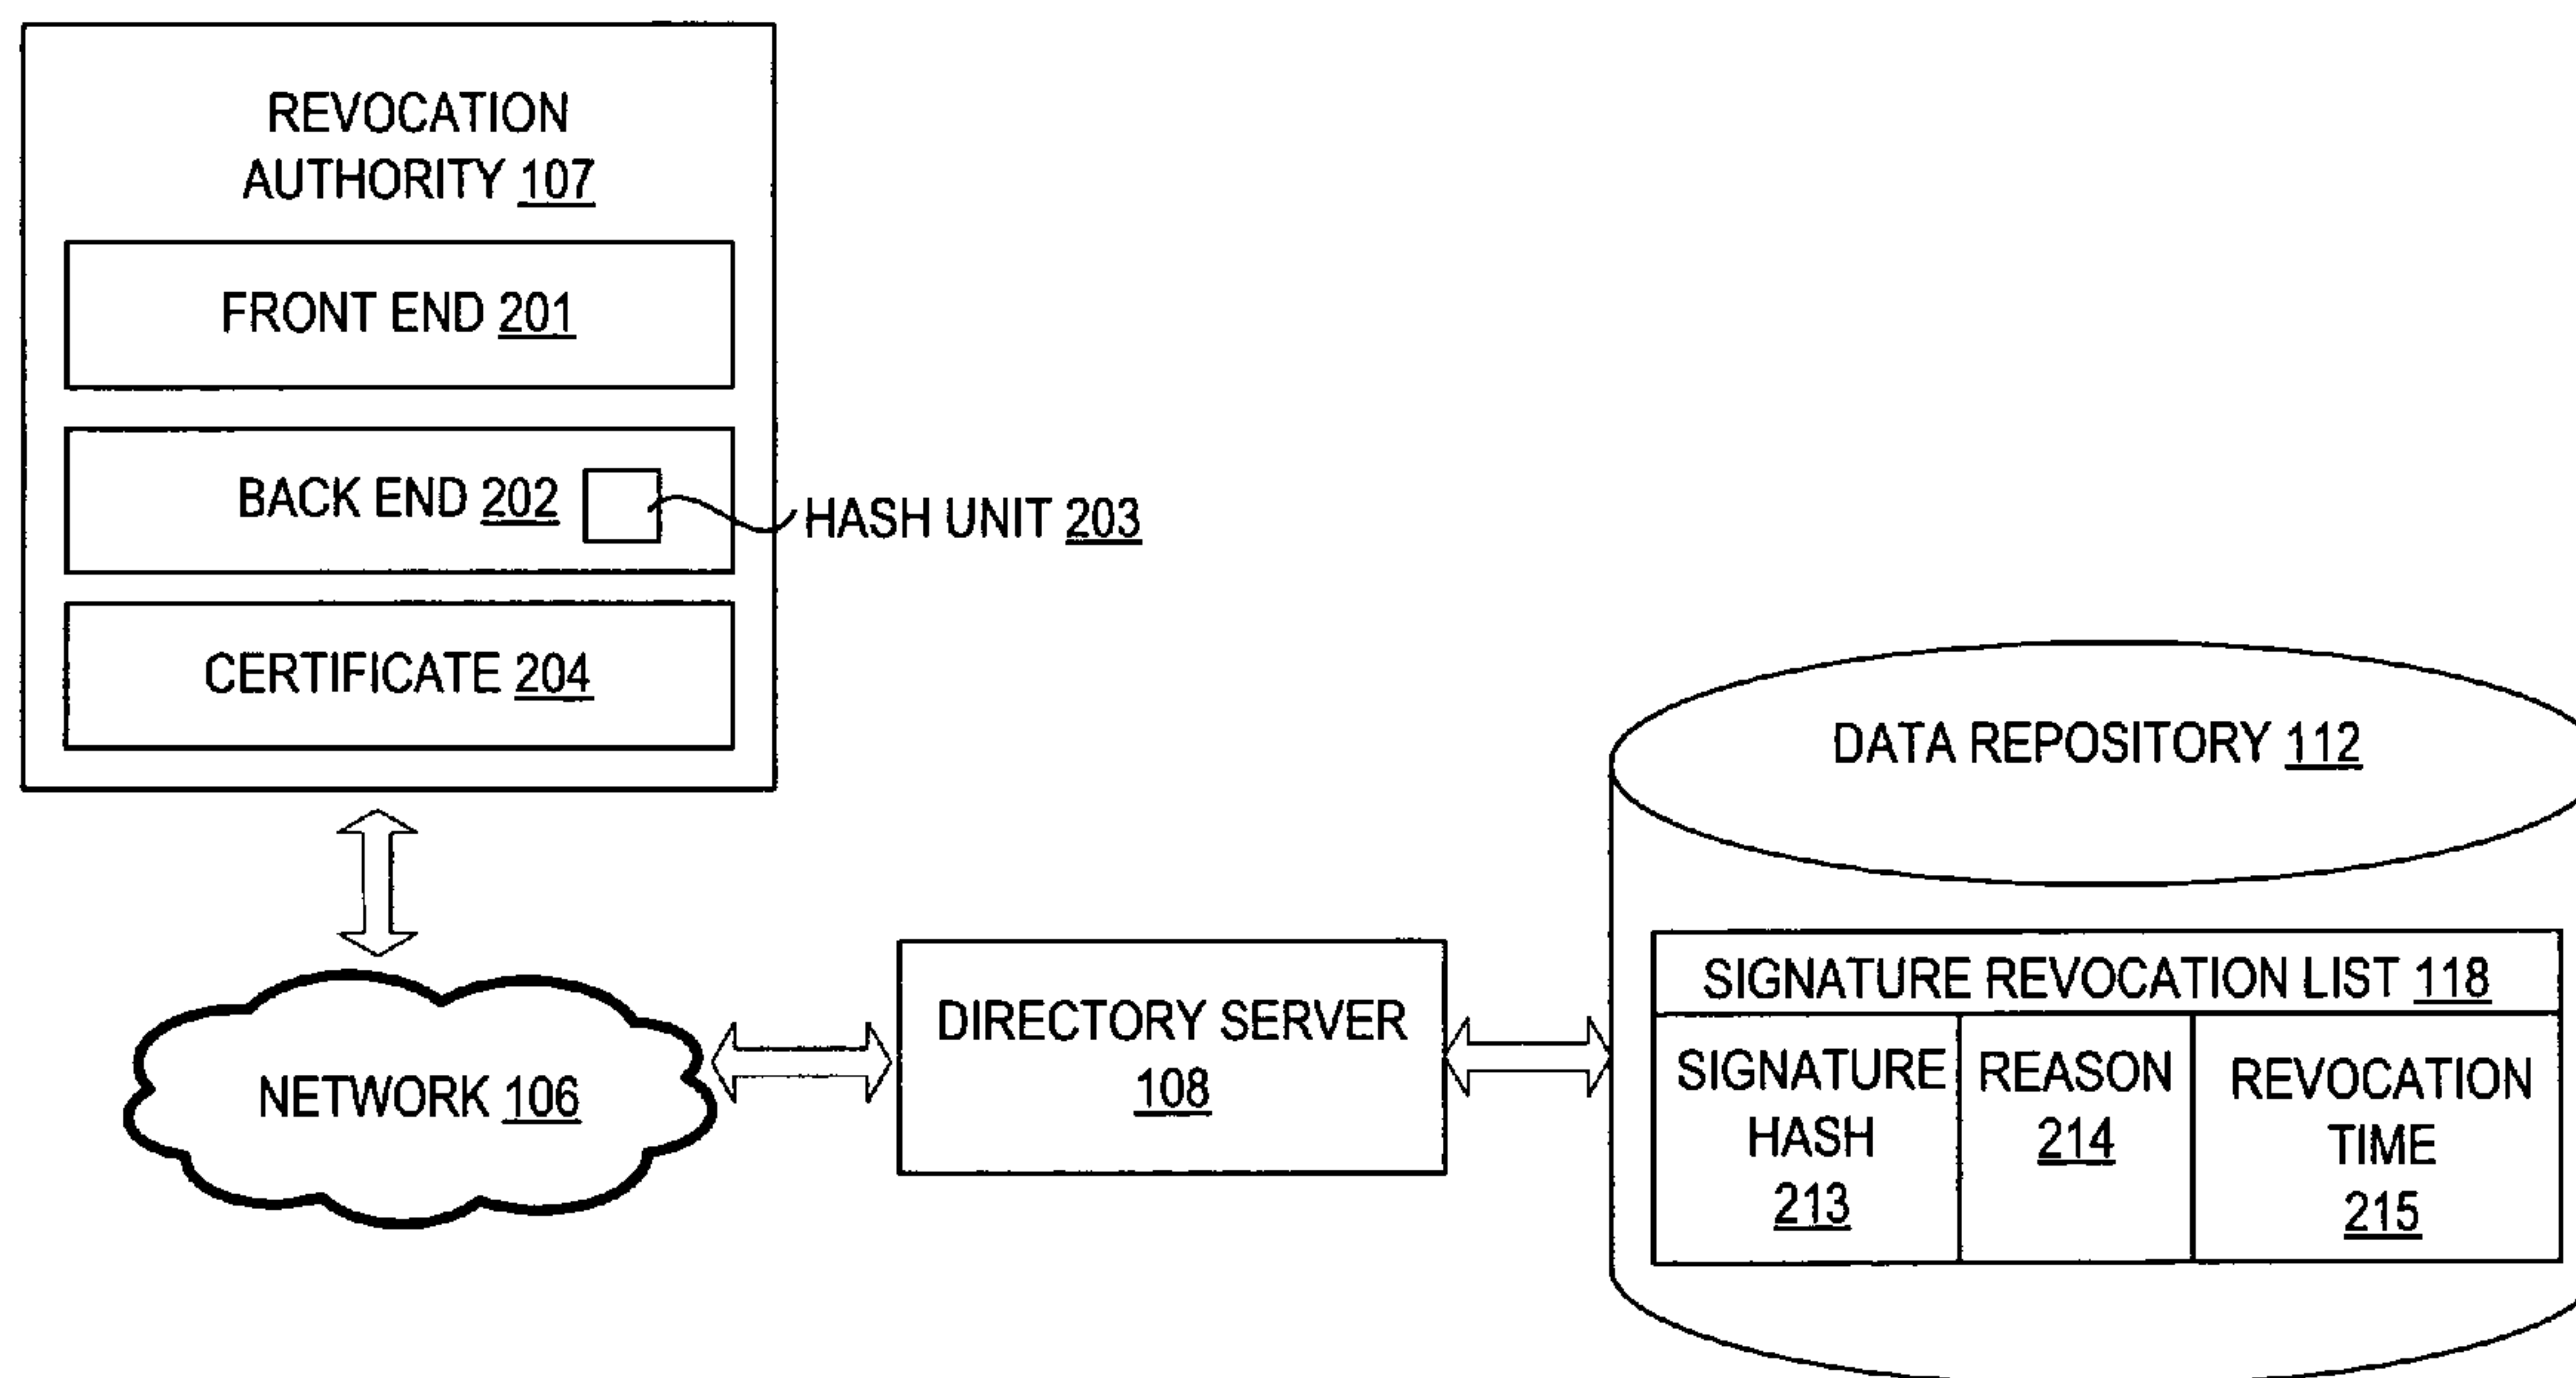 REVOCATION
AUTHORITY 107
FRONT END 201
BACK END 202
HASH UNIT 203
CERTIFICATE 204
NETWORK 106
DIRECTORY SERVER
108
DATA REPOSITORY 112
SIGNATURE REVOCATION LIST 118
SIGNATURE
HASH
213
REASON
214
REVOCATION
TIME
215